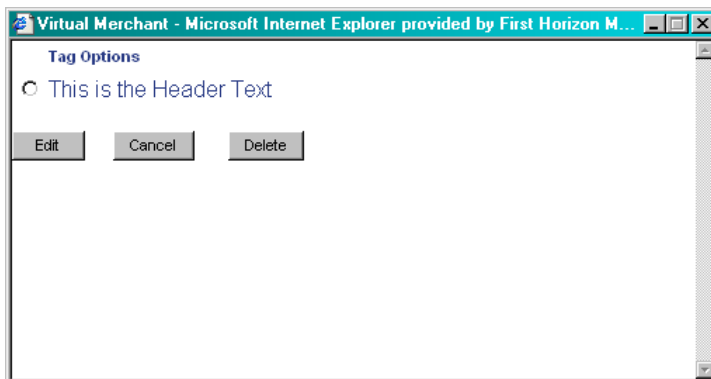 Virtual Merchant - Microsoft Internet Explorer provided by First Horizon M...
Tag Options
This is the Header Text
Edit Cancel Delete